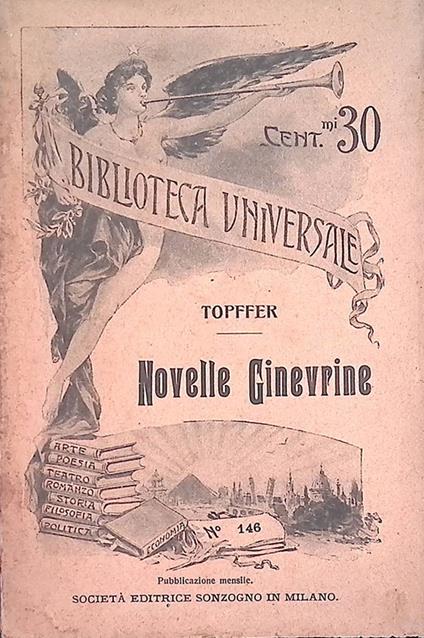 CENT.mi 30
BIBLIOTECA UNIVERSALE
TOPFFER
Novelle Ginevrine
ARTE
POESIA
TEATRO
ROMANZO
STORIA
FILOSOFIA
POLITICA
ECONOMIA
No 146
Pubblicazione mensile.
SOCIETÀ EDITRICE SONZOGNO IN MILANO.